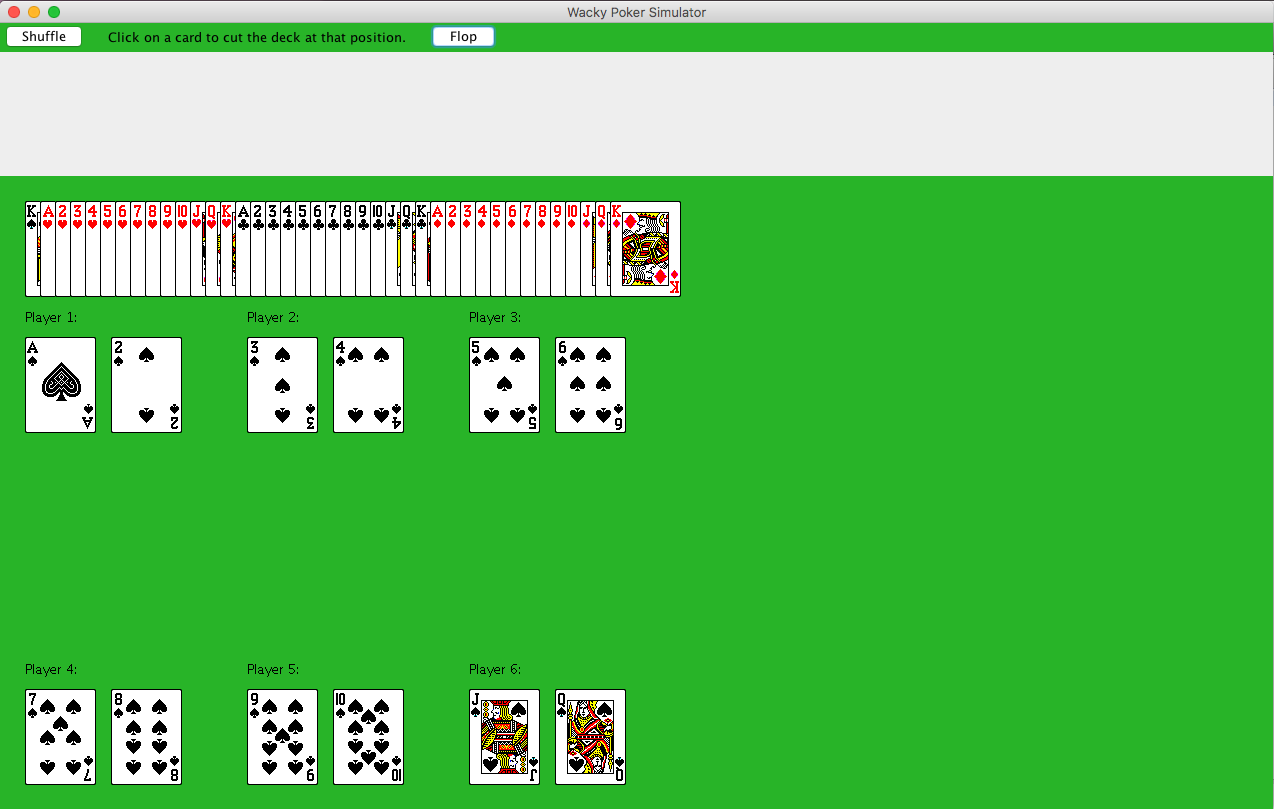 Wacky Poker Simulator
Shuffle Click on a card to cut the deck at that position. Flop
K A 2 3 4 5 6 7 8 9 10 J Q K A 2 3 4 5 6 7 8 9 10 J Q K A 2 3 4 5 6 7 8 9 10 J Q K
K
Player 1: Player 2: Player 3:
A 2 3 4 5 6
A 2 3 4 5 6
Player 4: Player 5: Player 6:
7 8 9 10 J Q
7 8 9 10 J Q